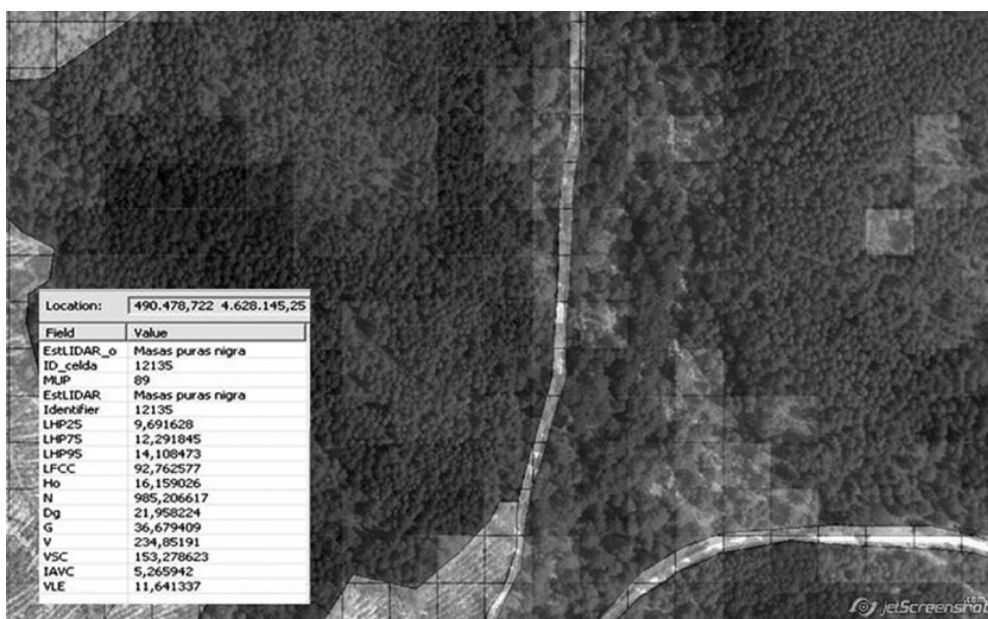 Location: 490.478,722 4.628.145,25
Field Value
EstLIDAR_o Masas puras nigra
ID_celda 12135
MUP 89
EstLIDAR Masas puras nigra
Identifier 12135
LHP25 9,691628
LHP75 12,291845
LHP95 14,108473
LFCC 92,762577
Ho 16,159026
N 985,206617
Dg 21,958224
G 36,679409
V 234,85191
VSC 153,278623
IAVC 5,265942
VLE 11,641337
jetScreenshot
.com